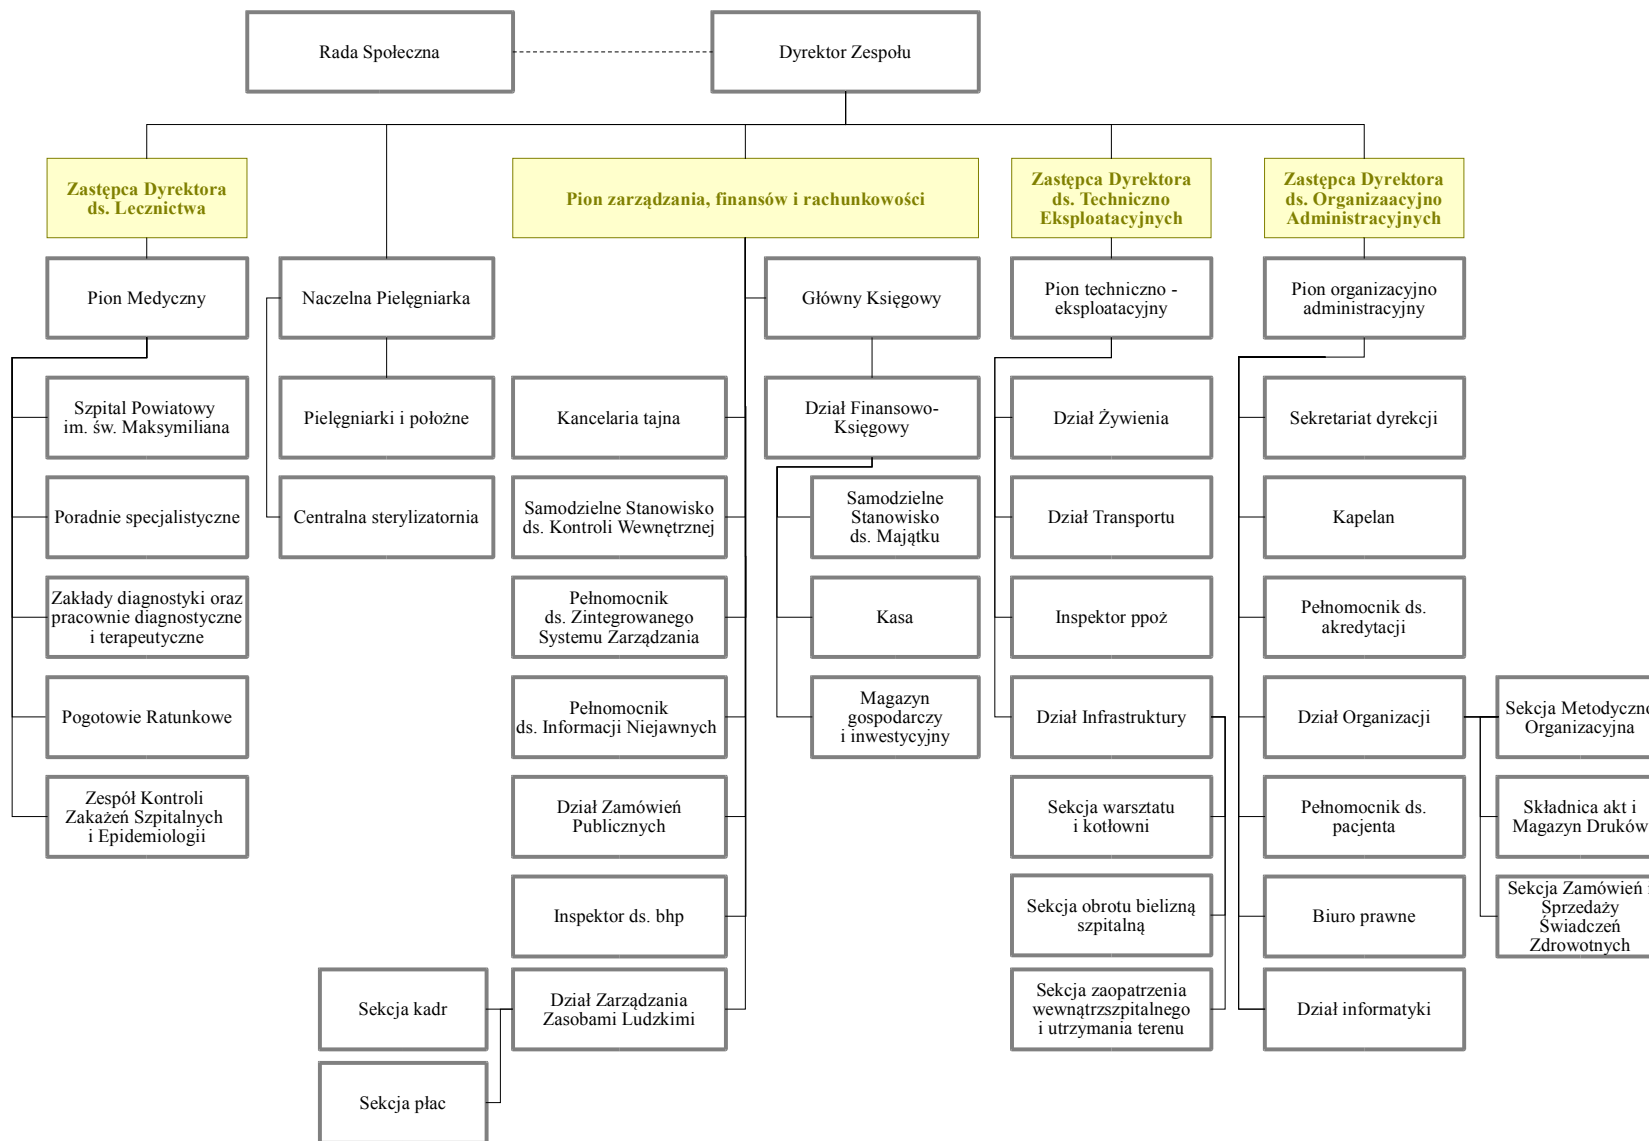 Rada Społeczna
Dyrektor Zespołu
Zastępca Dyrektora
ds. Lecznictwa
Pion zarządzania, finansów i rachunkowości
Zastępca Dyrektora
ds. Techniczno
Eksploatacyjnych
Zastępca Dyrektora
ds. Organizaacyjno
Administracyjnych
Pion Medyczny
Naczelna Pielęgniarka
Główny Księgowy
Pion techniczno -
eksploatacyjny
Pion organizacyjno
administracyjny
Szpital Powiatowy
im. św. Maksymiliana
Pielęgniarki i położne
Kancelaria tajna
Dział Finansowo-
Księgowy
Dział Żywienia
Sekretariat dyrekcji
Poradnie specjalistyczne
Centralna sterylizatornia
Samodzielne Stanowisko
ds. Kontroli Wewnętrznej
Samodzielne
Stanowisko
ds. Majątku
Dział Transportu
Kapelan
Zakłady diagnostyki oraz
pracownie diagnostyczne
i terapeutyczne
Pełnomocnik
ds. Zintegrowanego
Systemu Zarządzania
Kasa
Inspektor ppoż
Pełnomocnik ds.
akredytacji
Pogotowie Ratunkowe
Pełnomocnik
ds. Informacji Niejawnych
Magazyn
gospodarczy
i inwestycyjny
Dział Infrastruktury
Dział Organizacji
Sekcja Metodyczno
Organizacyjna
Zespół Kontroli
Zakażeń Szpitalnych
i Epidemiologii
Dział Zamówień
Publicznych
Sekcja warsztatu
i kotłowni
Pełnomocnik ds.
pacjenta
Składnica akt i
Magazyn Druków
Inspektor ds. bhp
Sekcja obrotu bielizną
szpitalną
Biuro prawne
Sekcja Zamówień i
Sprzedaży
Świadczeń
Zdrowotnych
Sekcja kadr
Dział Zarządzania
Zasobami Ludzkimi
Sekcja zaopatrzenia
wewnątrzszpitalnego
i utrzymania terenu
Dział informatyki
Sekcja płac